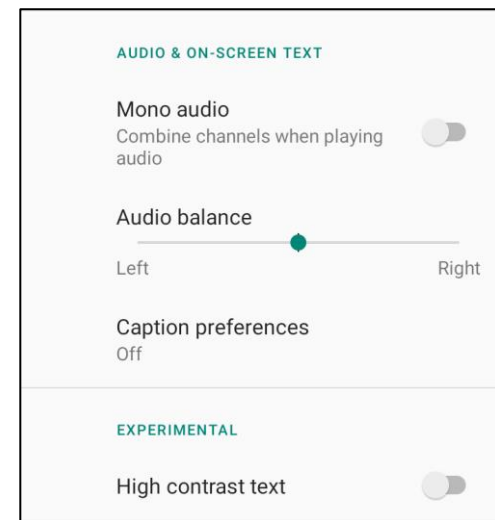 AUDIO & ON-SCREEN TEXT
Mono audio
Combine channels when playing
audio
Audio balance
Left Right
Caption preferences
Off
EXPERIMENTAL
High contrast text